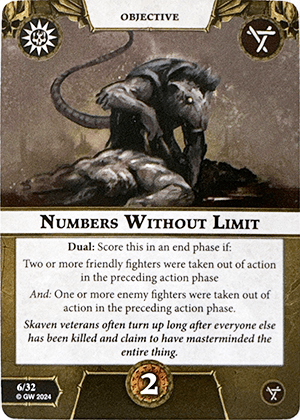 OBJECTIVE
NUMBERS WITHOUT LIMIT
Dual: Score this in an end phase if:
Two or more friendly fighters were taken out of action
in the preceding action phase
And: One or more enemy fighters were taken out of
action in the preceding action phase.
Skaven veterans often turn up long after everyone else
has been killed and claim to have masterminded the
entire thing.
6/32
© GW 2024
2